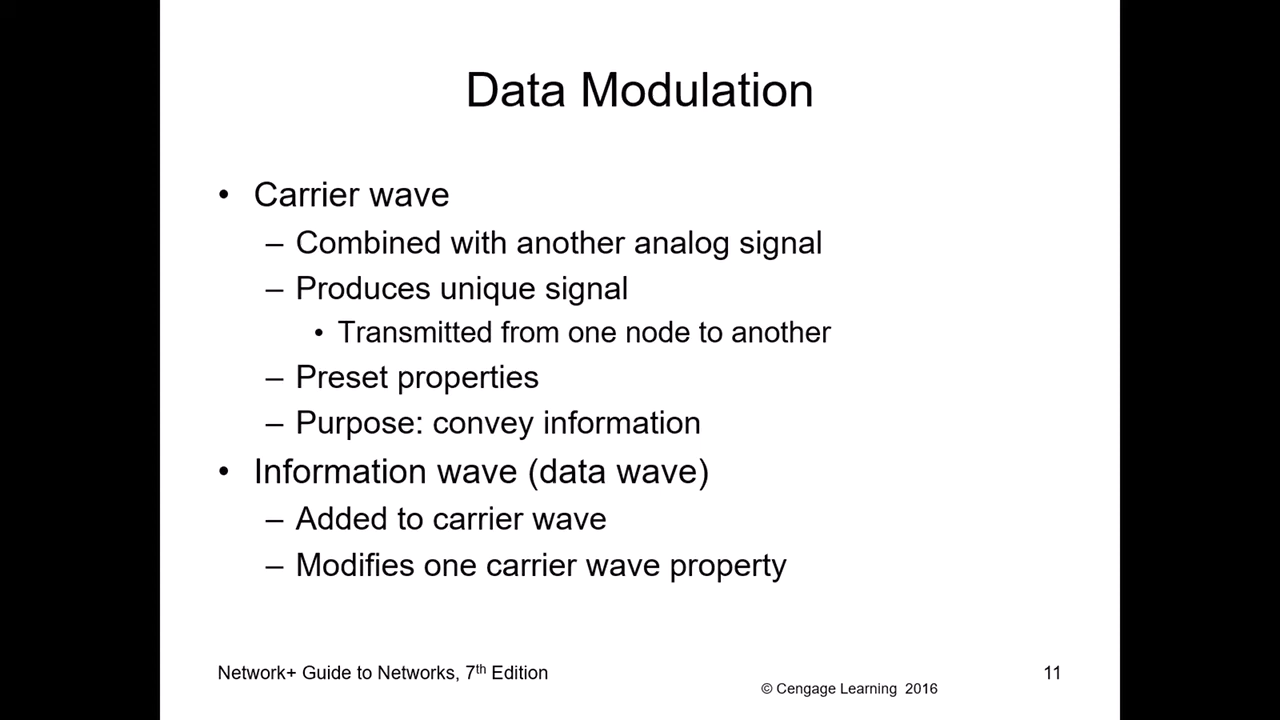 Data Modulation
• Carrier wave
– Combined with another analog signal
– Produces unique signal
• Transmitted from one node to another
– Preset properties
– Purpose: convey information
• Information wave (data wave)
– Added to carrier wave
– Modifies one carrier wave property
Network+ Guide to Networks, 7th Edition
11
© Cengage Learning 2016